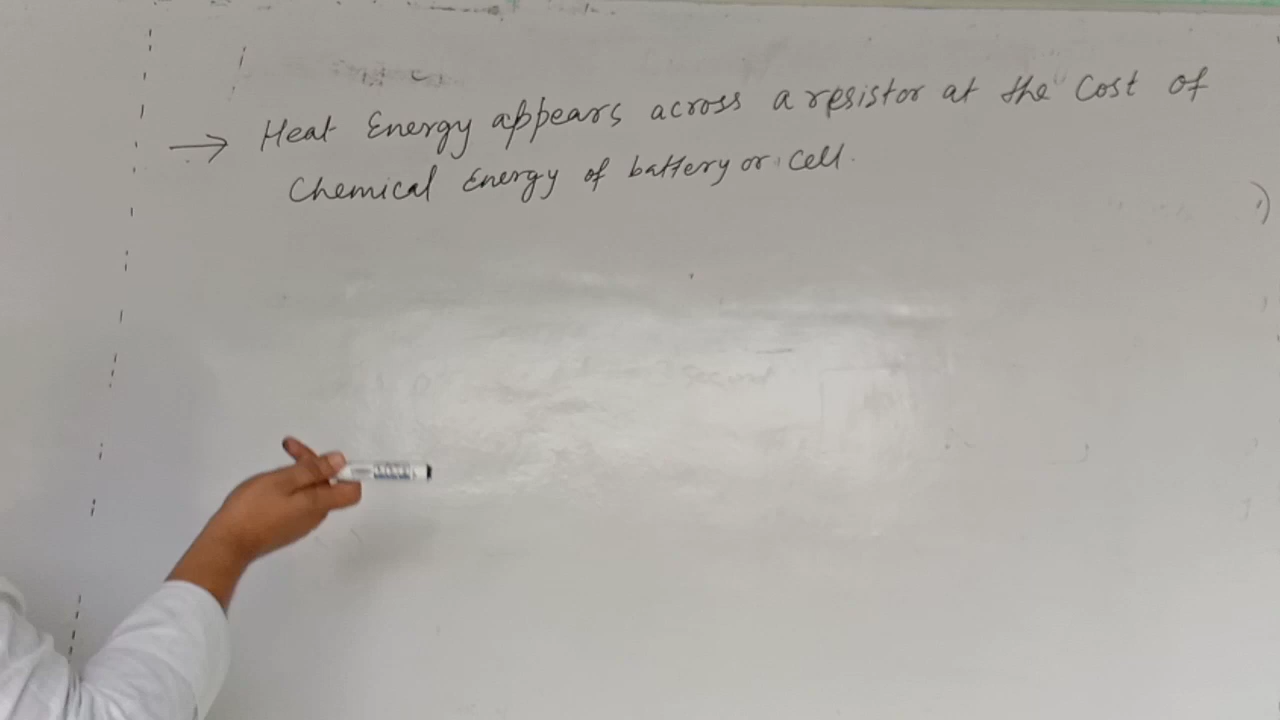 → Heat Energy appears across a resistor at the cost of
Chemical Energy of battery or cell.